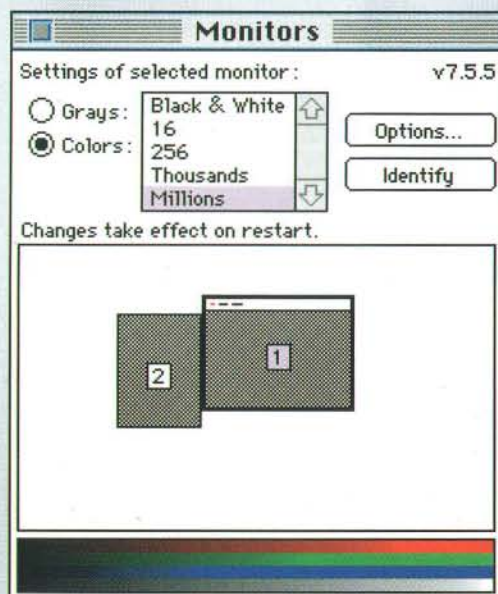 Monitors
Settings of selected monitor: v7.5.5
Grays:
Colors:
Black & White
16
256
Thousands
Millions
Options...
Identify
Changes take effect on restart.
2
1